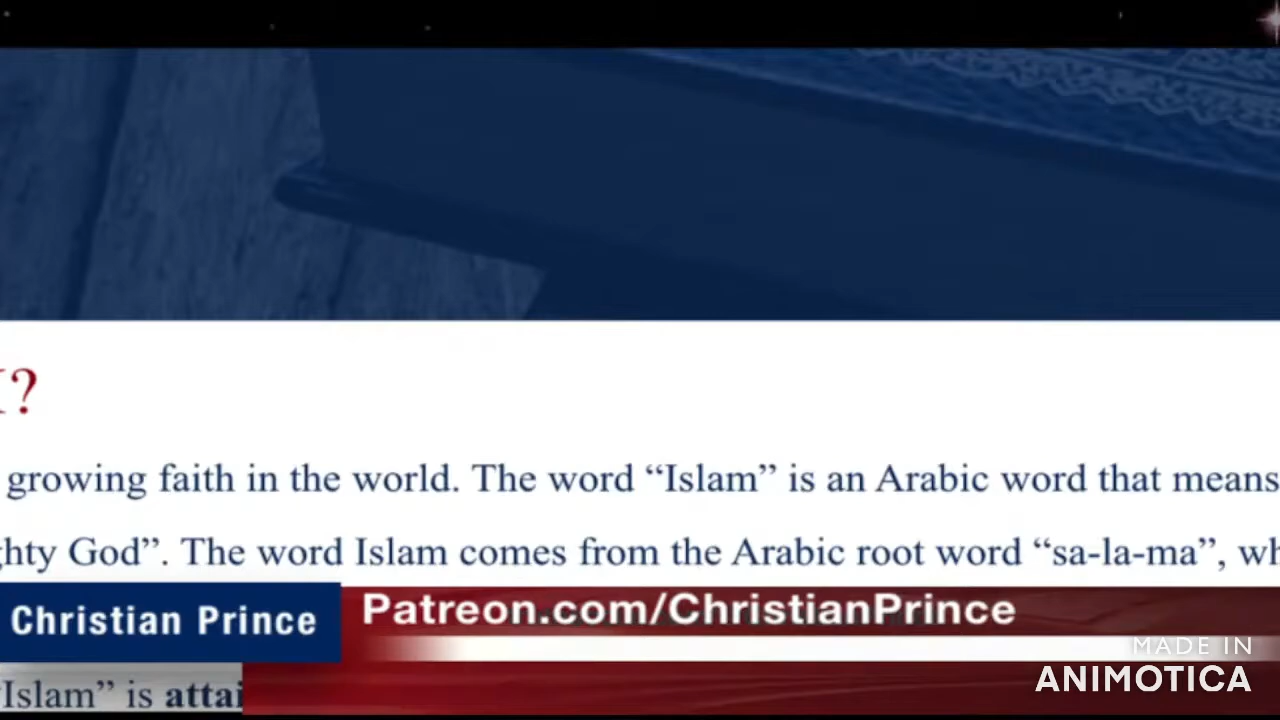 ?
growing faith in the world. The word “Islam” is an Arabic word that means
ghty God”. The word Islam comes from the Arabic root word “sa-la-ma”, wh
Christian Prince
Patreon.com/ChristianPrince
MADE IN
ANIMOTICA
“Islam” is attai